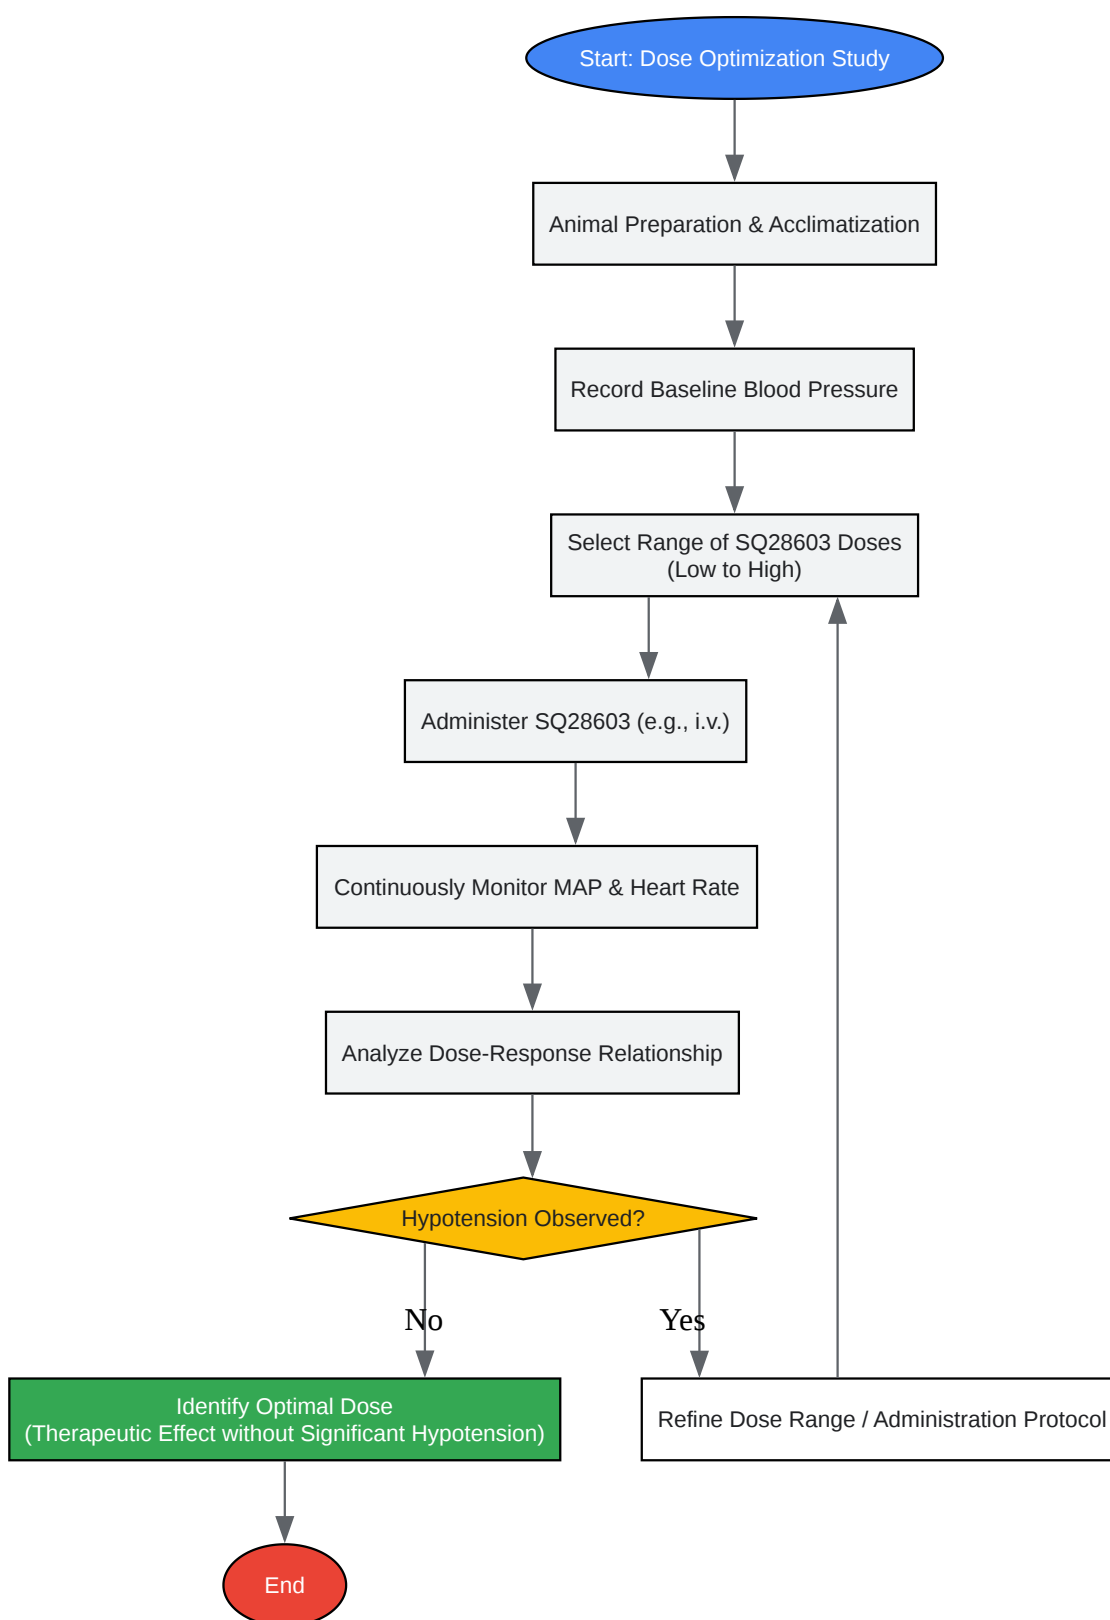 Start: Dose Optimization Study
Animal Preparation & Acclimatization
Record Baseline Blood Pressure
Select Range of SQ28603 Doses
(Low to High)
Administer SQ28603 (e.g., i.v.)
Continuously Monitor MAP & Heart Rate
Analyze Dose-Response Relationship
Hypotension Observed?
No
Yes
Identify Optimal Dose
(Therapeutic Effect without Significant Hypotension)
Refine Dose Range / Administration Protocol
End